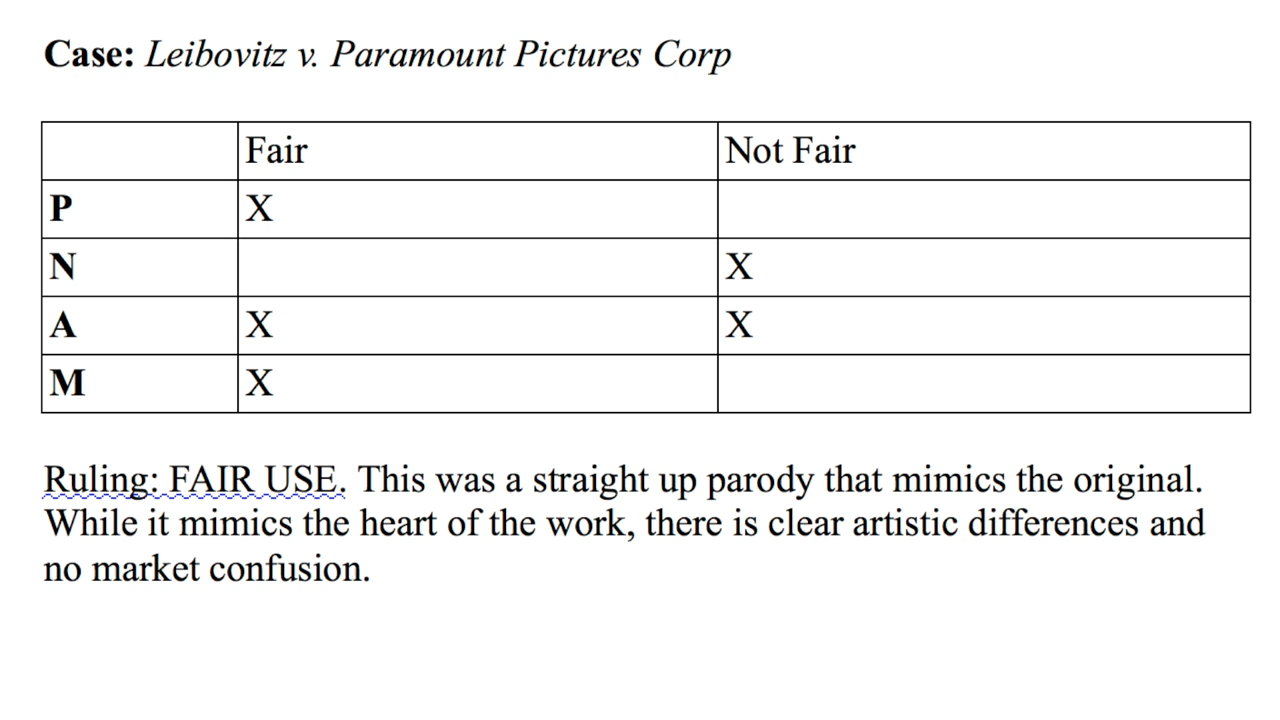 Case: Leibovitz v. Paramount Pictures Corp
Fair Not Fair
P X
N X
A X X
M X
Ruling: FAIR USE. This was a straight up parody that mimics the original.
While it mimics the heart of the work, there is clear artistic differences and
no market confusion.